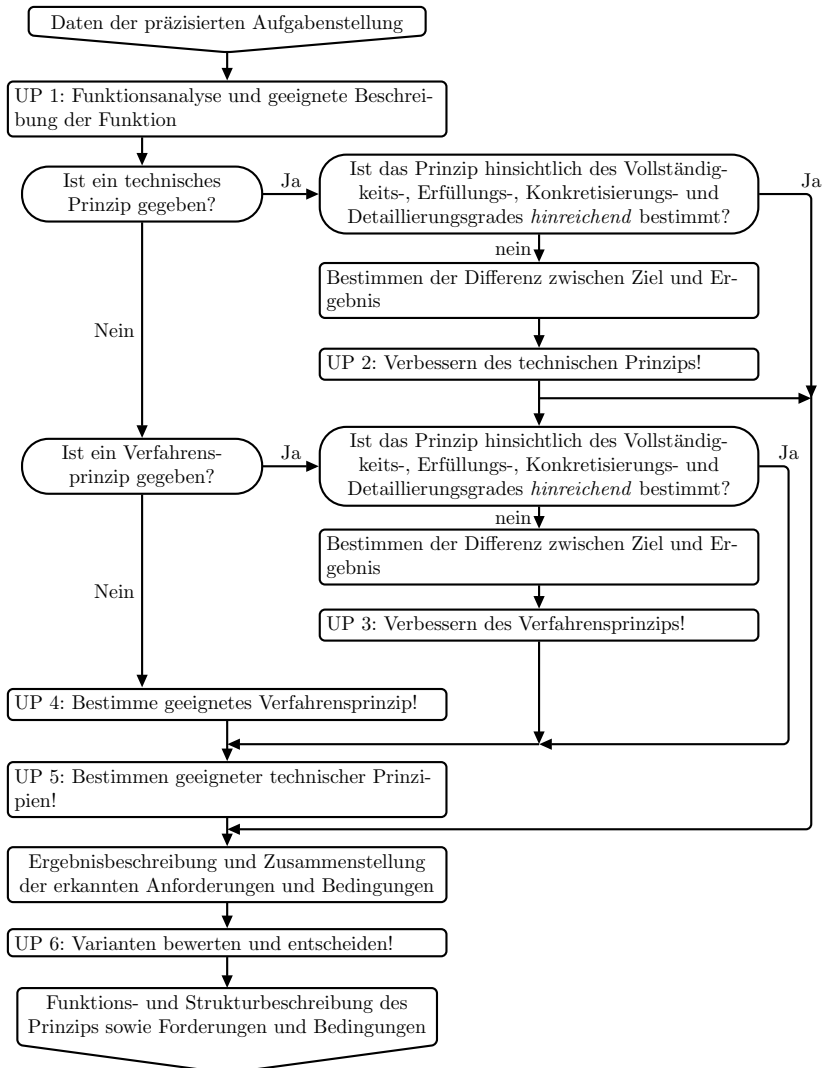 Daten der präzisierten Aufgabenstellung
UP 1: Funktionsanalyse und geeignete Beschrei-
bung der Funktion
Ist ein technisches
Prinzip gegeben?
Ja
Ist das Prinzip hinsichtlich des Vollständig-
keits-, Erfüllungs-, Konkretisierungs- und
Detaillierungsgrades hinreichend bestimmt?
Ja
nein
Bestimmen der Differenz zwischen Ziel und Er-
gebnis
Nein
UP 2: Verbessern des technischen Prinzips!
Ist ein Verfahrens-
prinzip gegeben?
Ja
Ist das Prinzip hinsichtlich des Vollständig-
keits-, Erfüllungs-, Konkretisierungs- und
Detaillierungsgrades hinreichend bestimmt?
Ja
nein
Bestimmen der Differenz zwischen Ziel und Er-
gebnis
Nein
UP 3: Verbessern des Verfahrensprinzips!
UP 4: Bestimme geeignetes Verfahrensprinzip!
UP 5: Bestimmen geeigneter technischer Prinzi-
pien!
Ergebnisbeschreibung und Zusammenstellung
der erkannten Anforderungen und Bedingungen
UP 6: Varianten bewerten und entscheiden!
Funktions- und Strukturbeschreibung des
Prinzips sowie Forderungen und Bedingungen